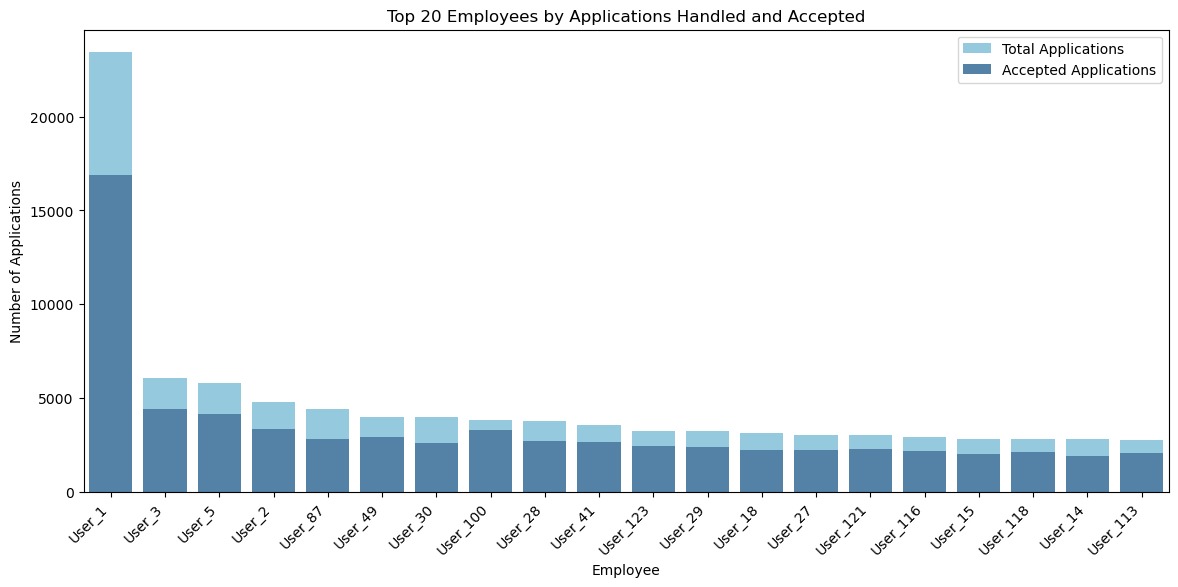 Top 20 Employees by Applications Handled and Accepted
Total Applications
Accepted Applications
Number of Applications
20000
15000
10000
5000
0
User_1
User_3
User_5
User_2
User_87
User_49
User_30
User_100
User_28
User_41
User_123
User_29
User_18
User_27
User_121
User_116
User_15
User_118
User_14
User_113
Employee